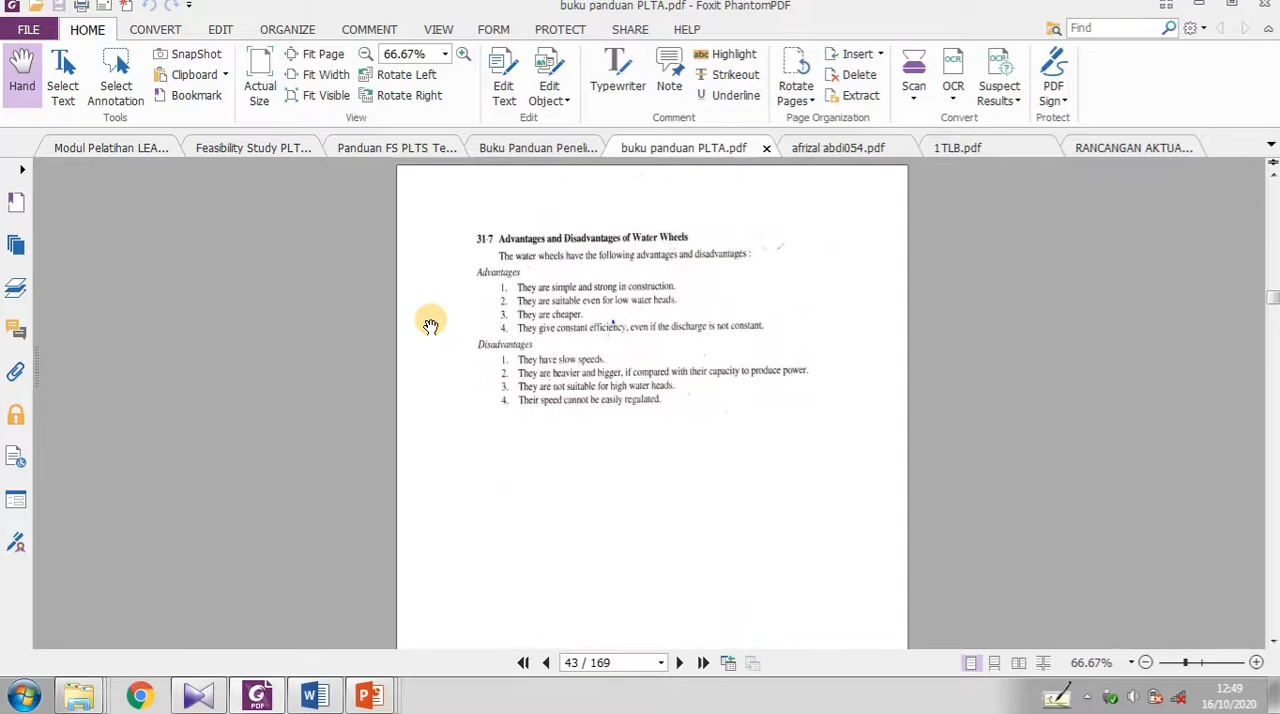 buku panduan PLTA.pdf - Foxit PhantomPDF
FILE HOME CONVERT EDIT ORGANIZE COMMENT VIEW FORM PROTECT SHARE HELP Find
Hand
Select Text
Select Annotation
SnapShot
Clipboard
Bookmark
Tools
Actual Size
Fit Page
Fit Width
Fit Visible
66.67%
Rotate Left
Rotate Right
View
Edit Text
Edit Object
Edit
Typewriter
Note
Highlight
Strikeout
Underline
Comment
Rotate Pages
Insert
Delete
Extract
Page Organization
Scan
OCR
OCR
Suspect Results
Convert
PDF Sign
Protect
Modul Pelatihan LEA... Feasibility Study PLT... Panduan FS PLTS Te... Buku Panduan Peneli... buku panduan PLTA.pdf afrizal abdi054.pdf 1TLB.pdf RANCANGAN AKTUA...
31·7 Advantages and Disadvantages of Water Wheels
The water wheels have the following advantages and disadvantages :
Advantages
1. They are simple and strong in construction.
2. They are suitable even for low water heads.
3. They are cheaper.
4. They give constant efficiency, even if the discharge is not constant.
Disadvantages
1. They have slow speeds.
2. They are heavier and bigger, if compared with their capacity to produce power.
3. They are not suitable for high water heads.
4. Their speed cannot be easily regulated.
43 / 169
66.67%
PDF
12:49
16/10/2020